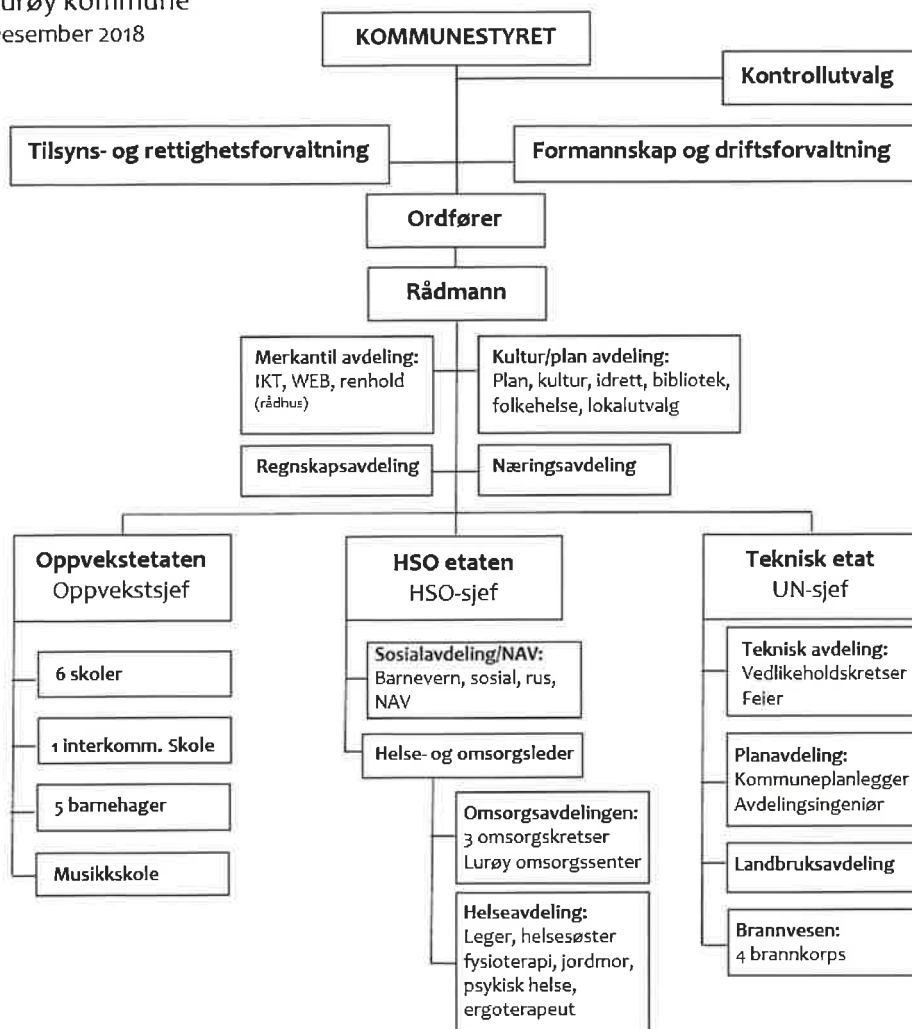 urøy kommune
esember 2018
KOMMUNESTYRET
Kontrollutvalg
Tilsyns- og rettighetsforvaltning
Formannskap og driftsforvaltning
Ordfører
Rådmann
Merkantil avdeling:
IKT, WEB, renhold
(rådhus)
Kultur/plan avdeling:
Plan, kultur, idrett, bibliotek,
folkehelse, lokalutvalg
Regnskapsavdeling
Næringsavdeling
Oppvekstetaten
Oppvekstsjef
6 skoler
1 interkomm. Skole
5 barnehager
Musikkskole
HSO etaten
HSO-sjef
Sosialavdeling/NAV:
Barnevern, sosial, rus,
NAV
Helse- og omsorgsleder
Omsorgsavdelingen:
3 omsorgskretser
Lurøy omsorgssenter
Helseavdeling:
Leger, helsesøster
fysioterapi, jordmor,
psykisk helse,
ergoterapeut
Teknisk etat
UN-sjef
Teknisk avdeling:
Vedlikeholdskretser
Feier
Planavdeling:
Kommuneplanlegger
Avdelingsingeniør
Landbruksavdeling
Brannvesen:
4 brannkorps